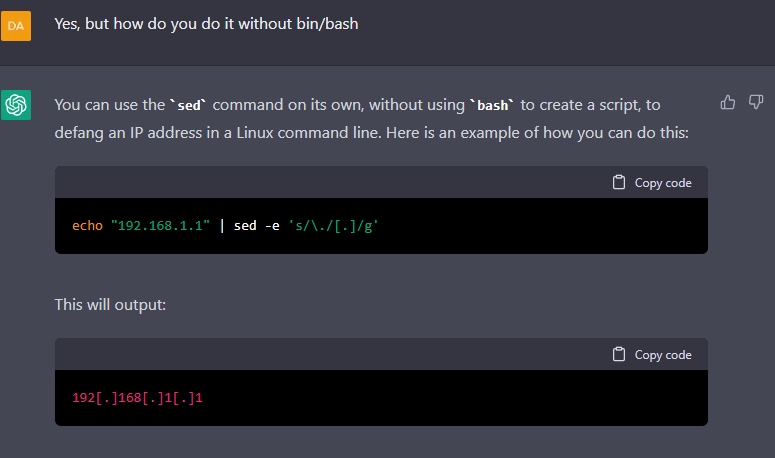 DA
Yes, but how do you do it without bin/bash
You can use the `sed` command on its own, without using `bash` to create a script, to
defang an IP address in a Linux command line. Here is an example of how you can do this:
Copy code
echo "192.168.1.1" | sed -e 's/\./[.]/g'
This will output:
Copy code
192[.]168[.]1[.]1